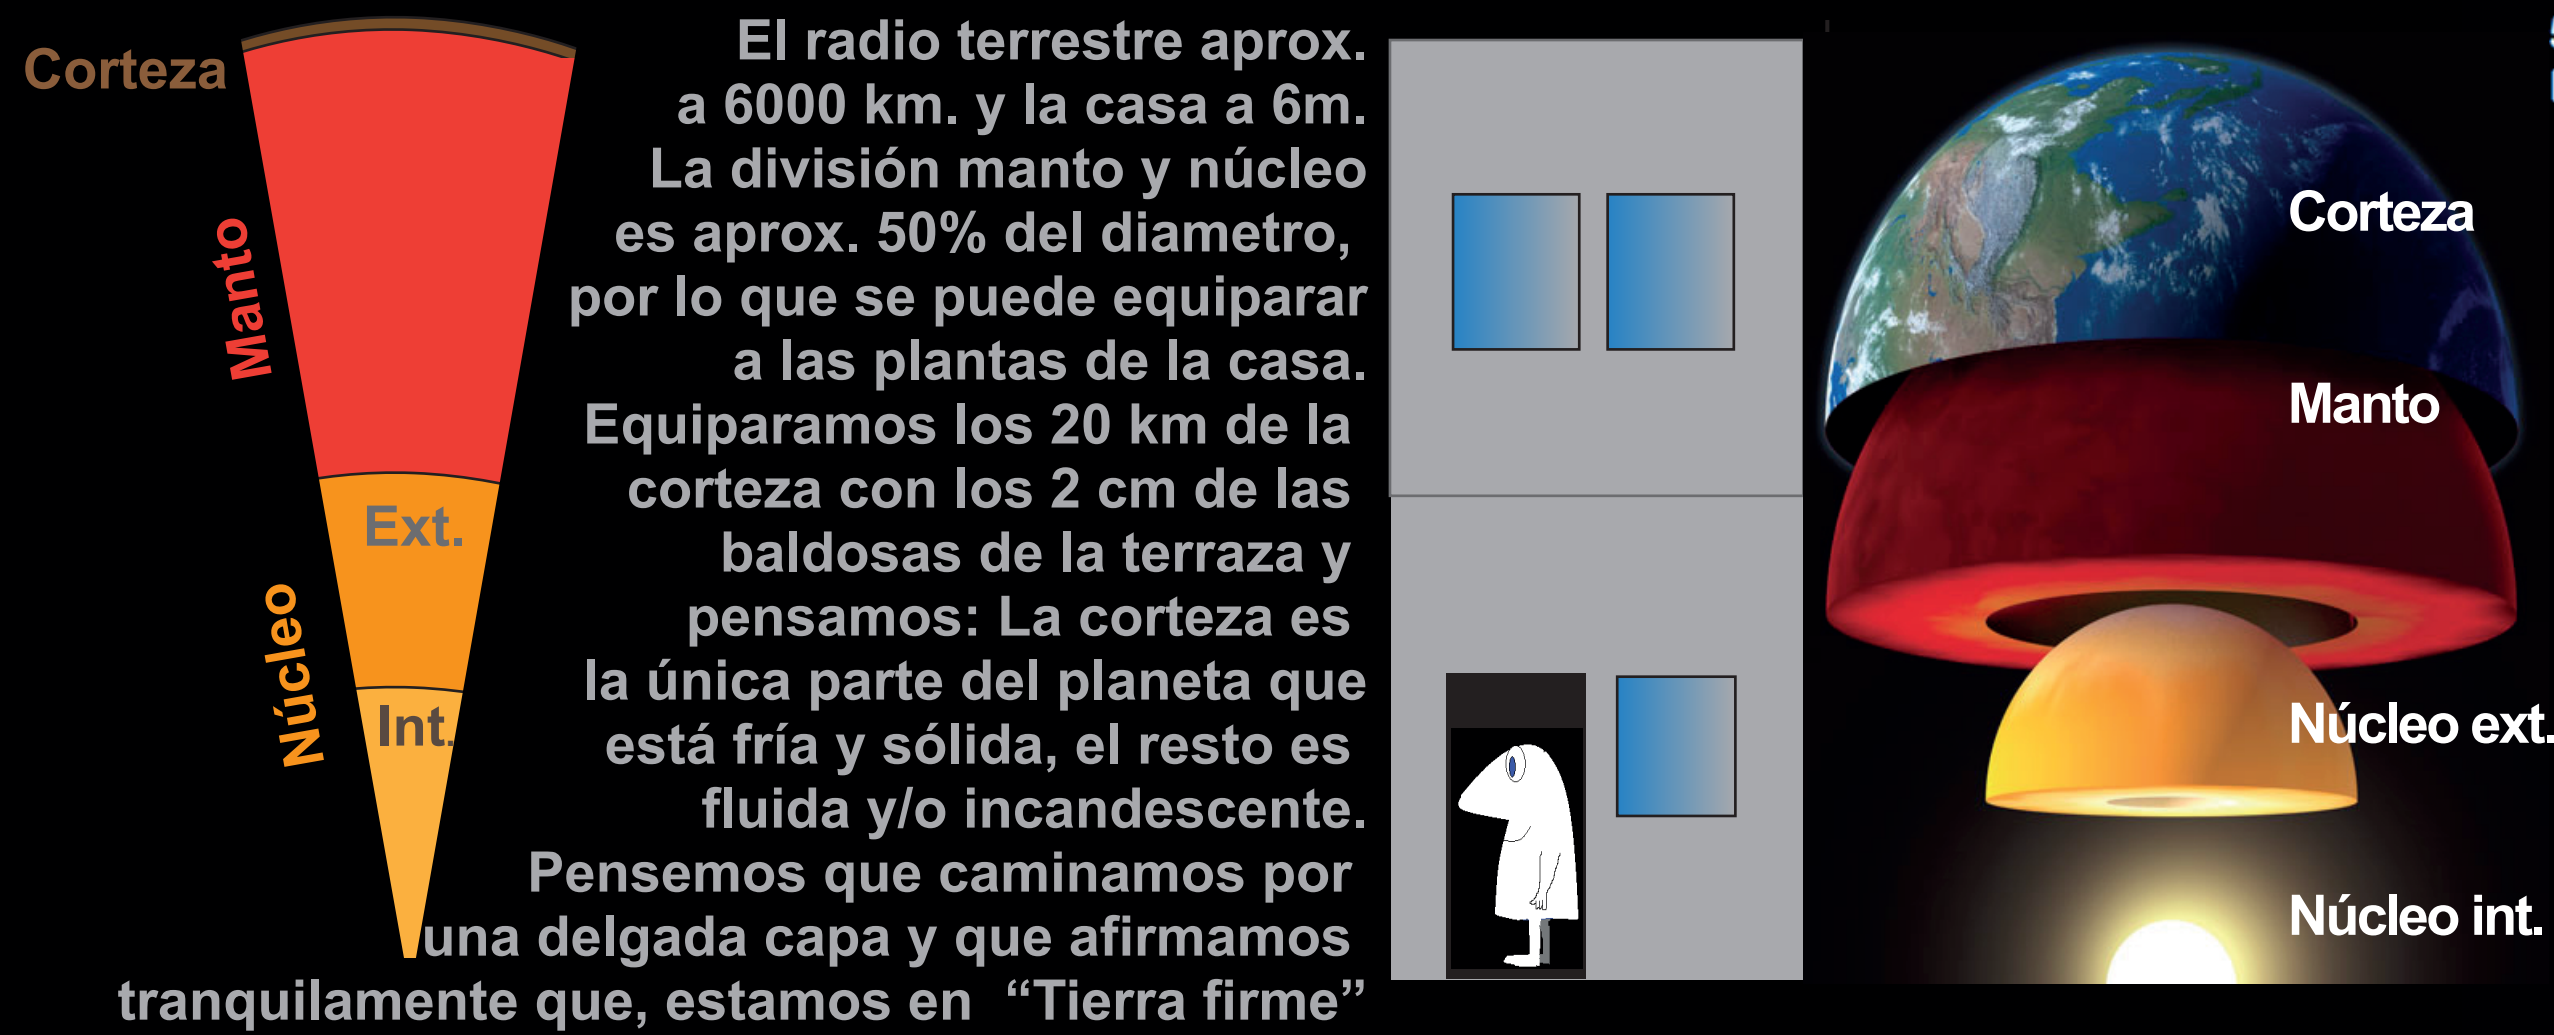 Corteza
Manto
Ext.
Núcleo
Int.
El radio terrestre aprox.
a 6000 km. y la casa a 6m.
La división manto y núcleo
es aprox. 50% del diametro,
por lo que se puede equiparar
a las plantas de la casa.
Equiparamos los 20 km de la
corteza con los 2 cm de las
baldosas de la terraza y
pensamos: La corteza es
la única parte del planeta que
está fría y sólida, el resto es
fluida y/o incandescente.
Pensemos que caminamos por
una delgada capa y que afirmamos
tranquilamente que, estamos en “Tierra firme”
Corteza
Manto
Núcleo ext.
Núcleo int.